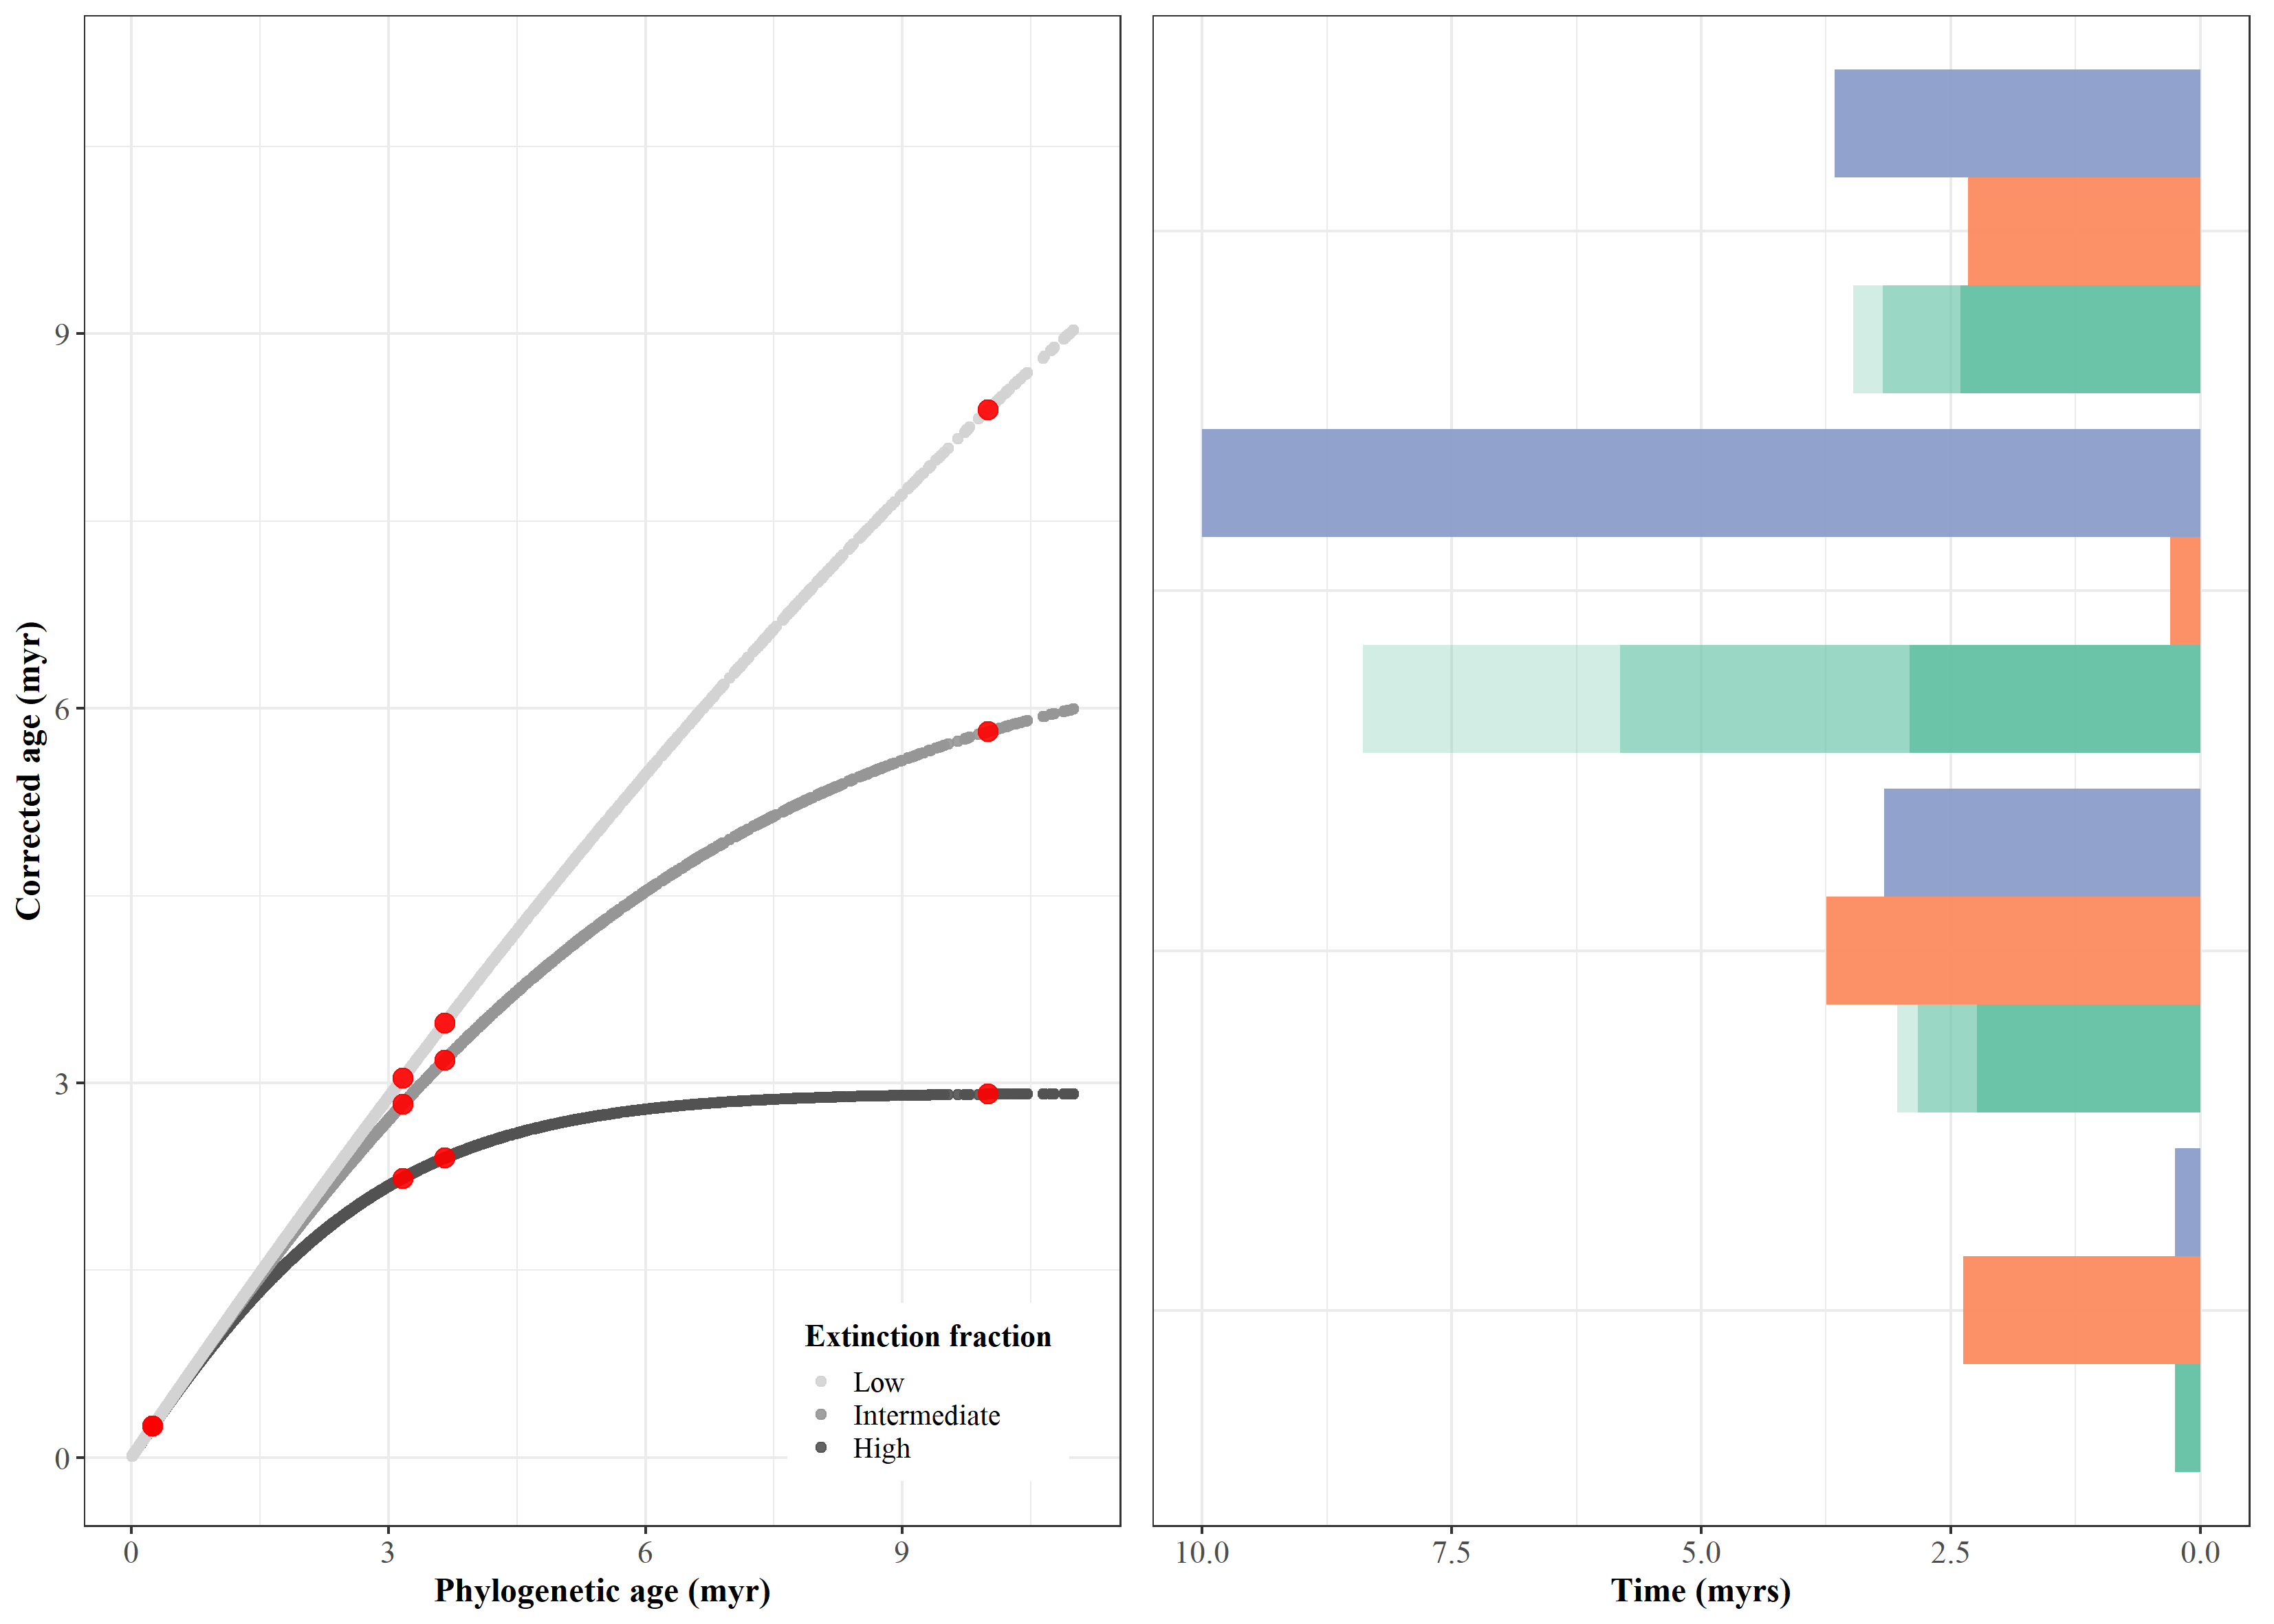 Corrected age (myr)
9
6
3
0
Extinction fraction
Low
Intermediate
High
0 3 6 9
Phylogenetic age (myr)
10.0 7.5 5.0 2.5 0.0
Time (myrs)